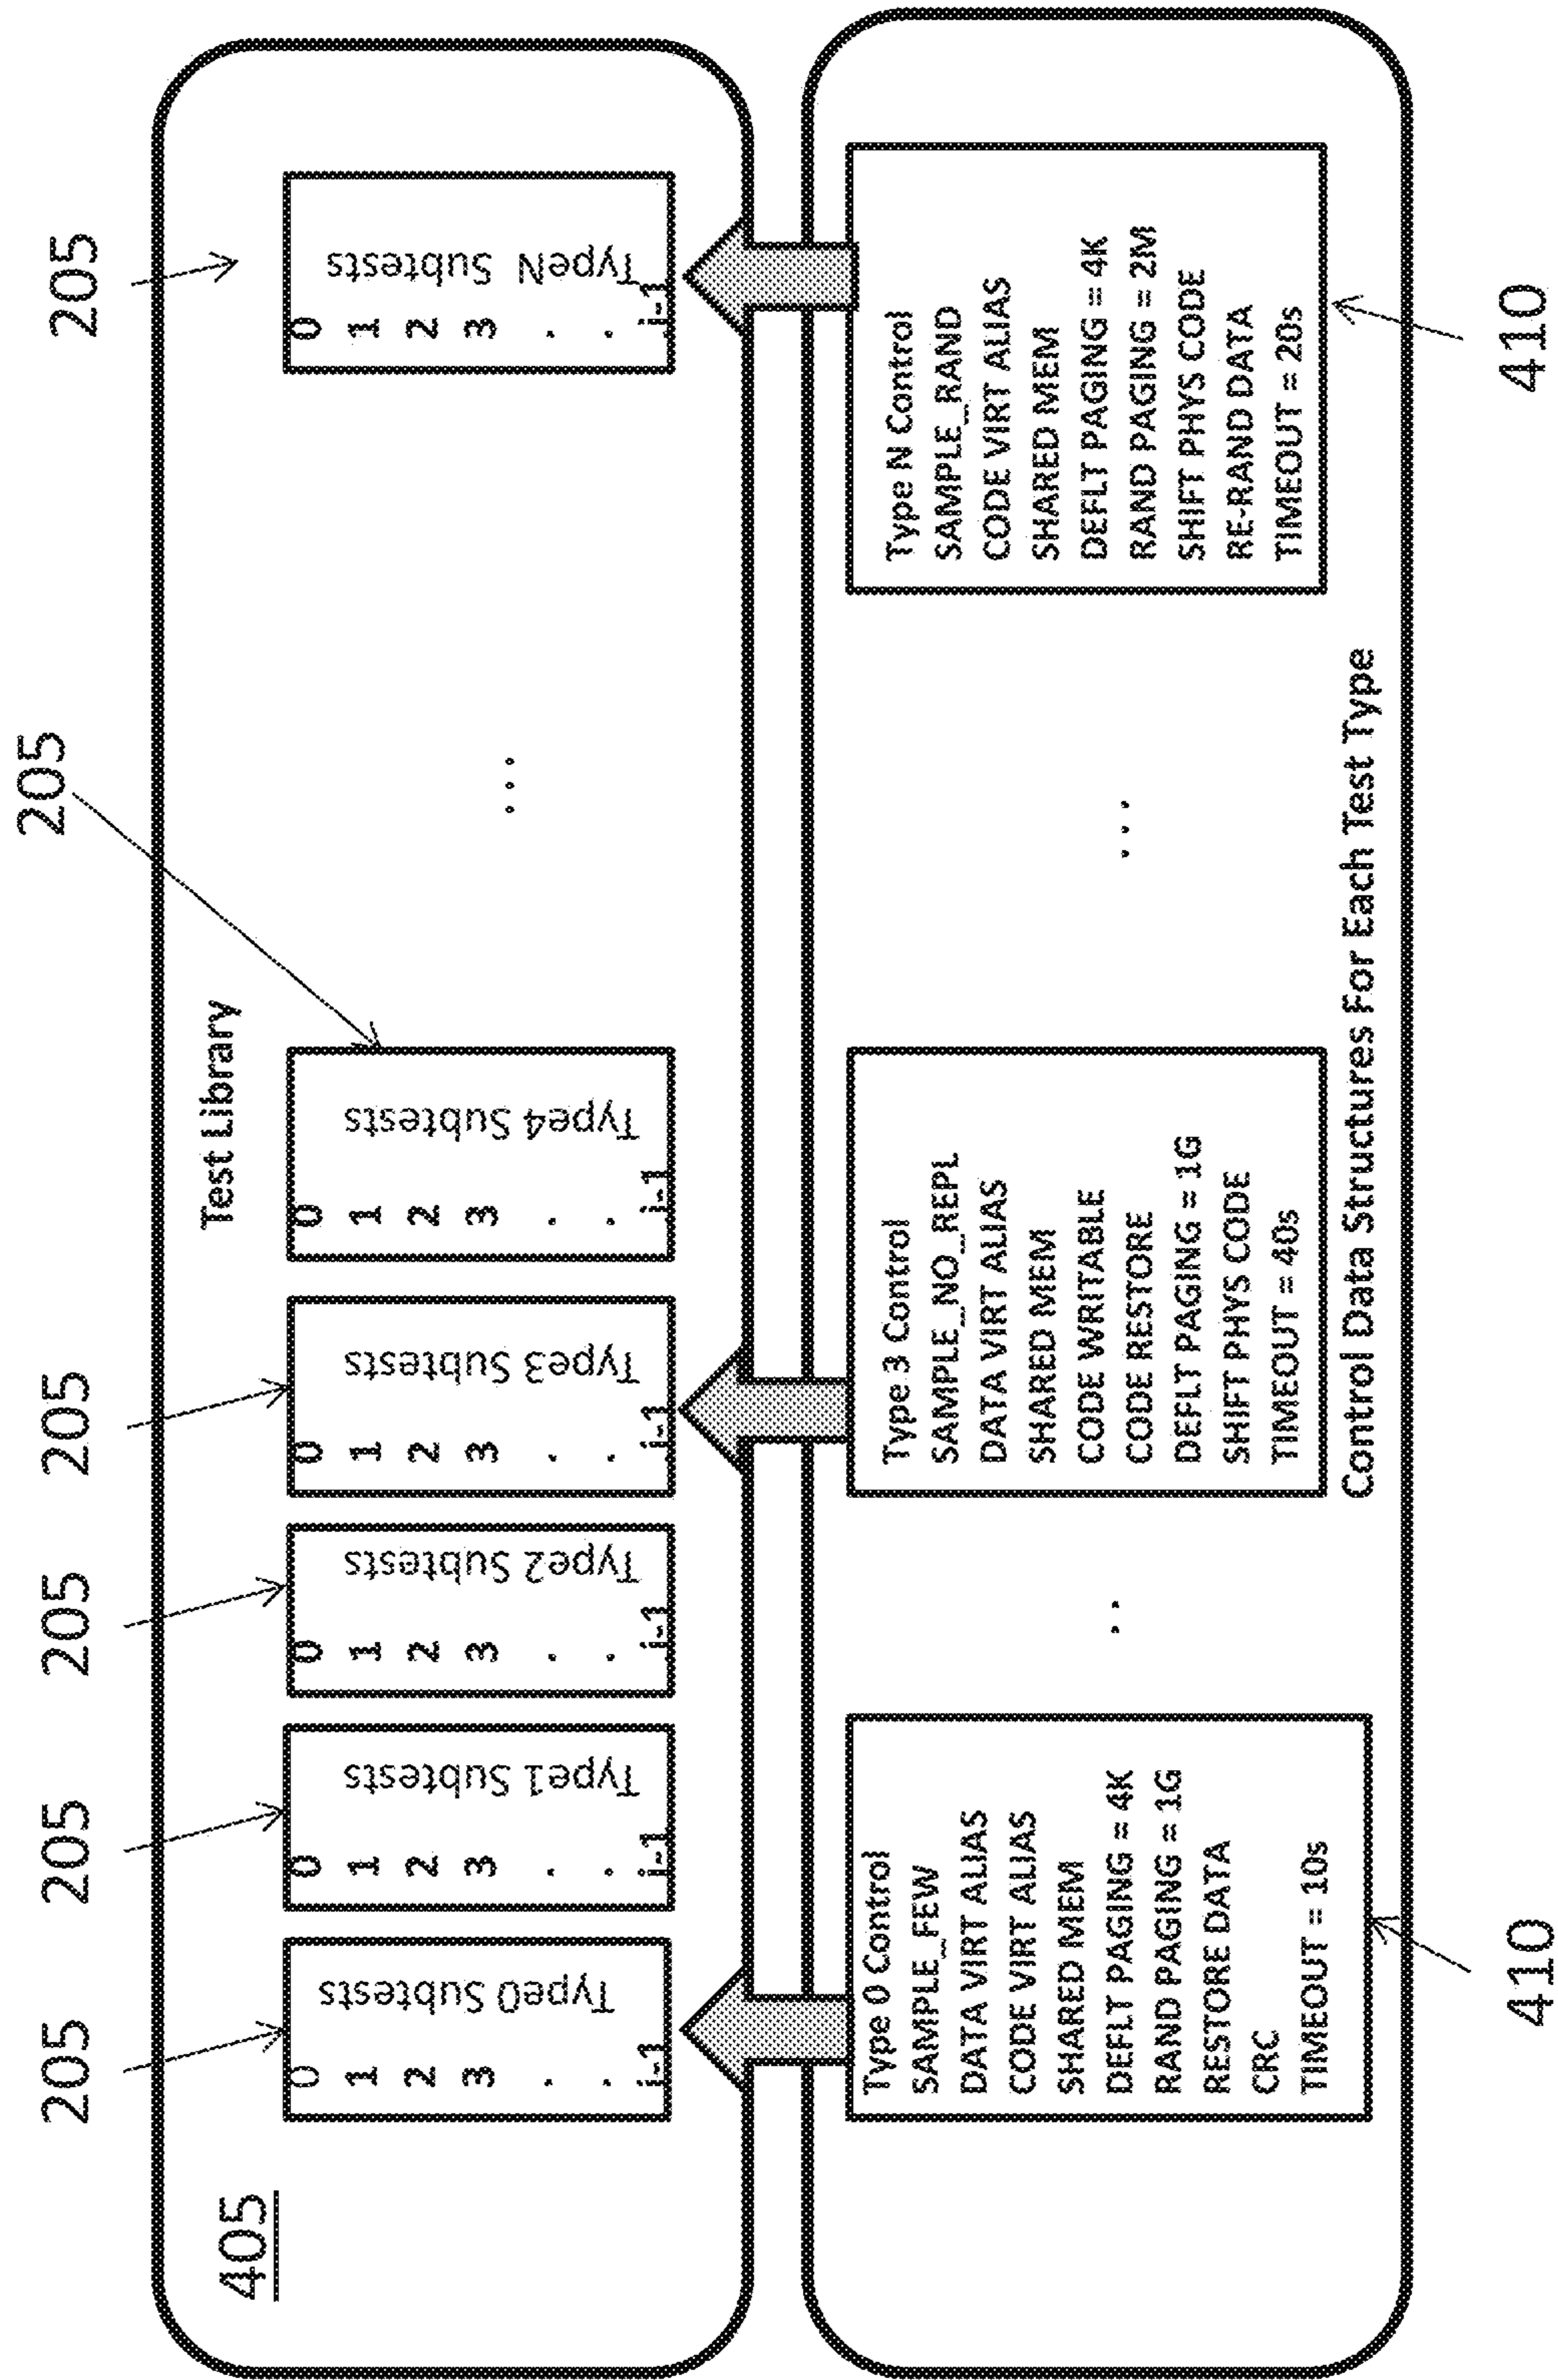 205
205
205
205
205
205
405
Test Library
Type0 Subtests
0
1
2
3
.
.
i-1
Type1 Subtests
0
1
2
3
.
.
i-1
Type2 Subtests
0
1
2
3
.
.
i-1
Type3 Subtests
0
1
2
3
.
.
i-1
Type4 Subtests
0
1
2
3
.
.
i-1
...
TypeN Subtests
0
1
2
3
.
.
i-1
Type 0 Control
SAMPLE_FEW
DATA VIRT ALIAS
CODE VIRT ALIAS
SHARED MEM
DEFLT PAGING = 4K
RAND PAGING = 1G
RESTORE DATA
CRC
TIMEOUT = 10s
..
Type 3 Control
SAMPLE_NO_REPL
DATA VIRT ALIAS
SHARED MEM
CODE WRITABLE
CODE RESTORE
DEFLT PAGING = 1G
SHIFT PHYS CODE
TIMEOUT = 40s
...
Type N Control
SAMPLE_RAND
CODE VIRT ALIAS
SHARED MEM
DEFLT PAGING = 4K
RAND PAGING = 2M
SHIFT PHYS CODE
RE-RAND DATA
TIMEOUT = 20s
Control Data Structures For Each Test Type
410
410